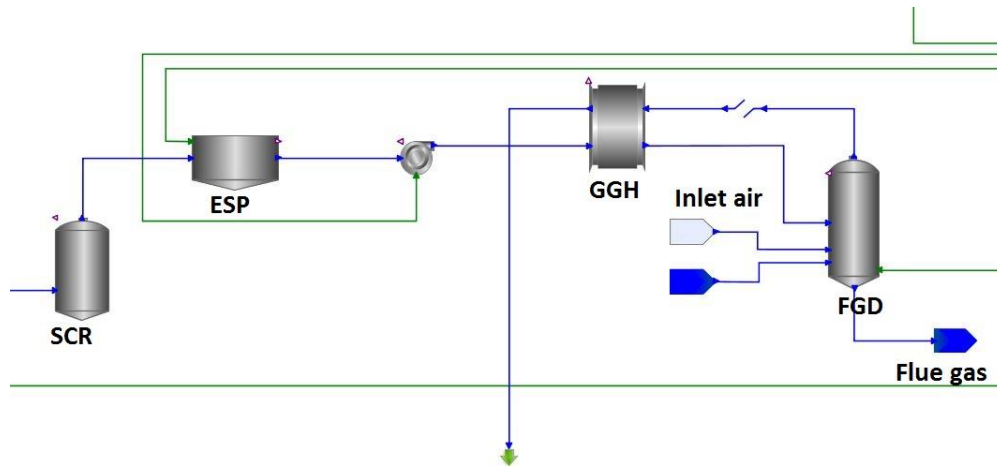 GGH
Inlet air
ESP
SCR
FGD
Flue gas